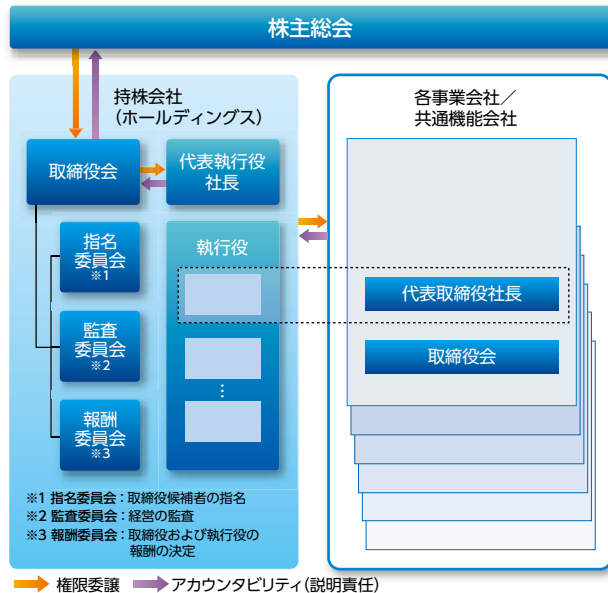 株主総会
持株会社
(ホールディングス)
取締役会
代表執行役
社長
指名
委員会
※1
監査
委員会
※2
報酬
委員会
※3
執行役
⋮
各事業会社／
共通機能会社
代表取締役社長
取締役会
※1 指名委員会：取締役候補者の指名
※2 監査委員会：経営の監査
※3 報酬委員会：取締役および執行役の
報酬の決定
権限委譲 アカウンタビリティ(説明責任)